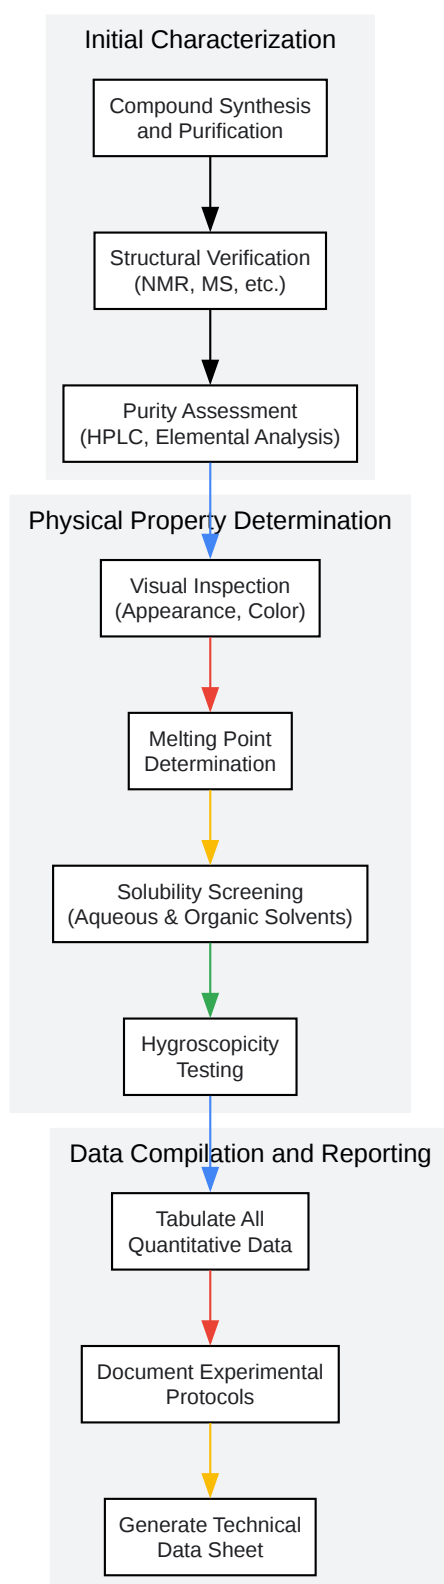 Initial Characterization
Compound Synthesis
and Purification
Structural Verification
(NMR, MS, etc.)
Purity Assessment
(HPLC, Elemental Analysis)
Physical Property Determination
Visual Inspection
(Appearance, Color)
Melting Point
Determination
Solubility Screening
(Aqueous & Organic Solvents)
Hygroscopicity
Testing
Data Compilation and Reporting
Tabulate All
Quantitative Data
Document Experimental
Protocols
Generate Technical
Data Sheet